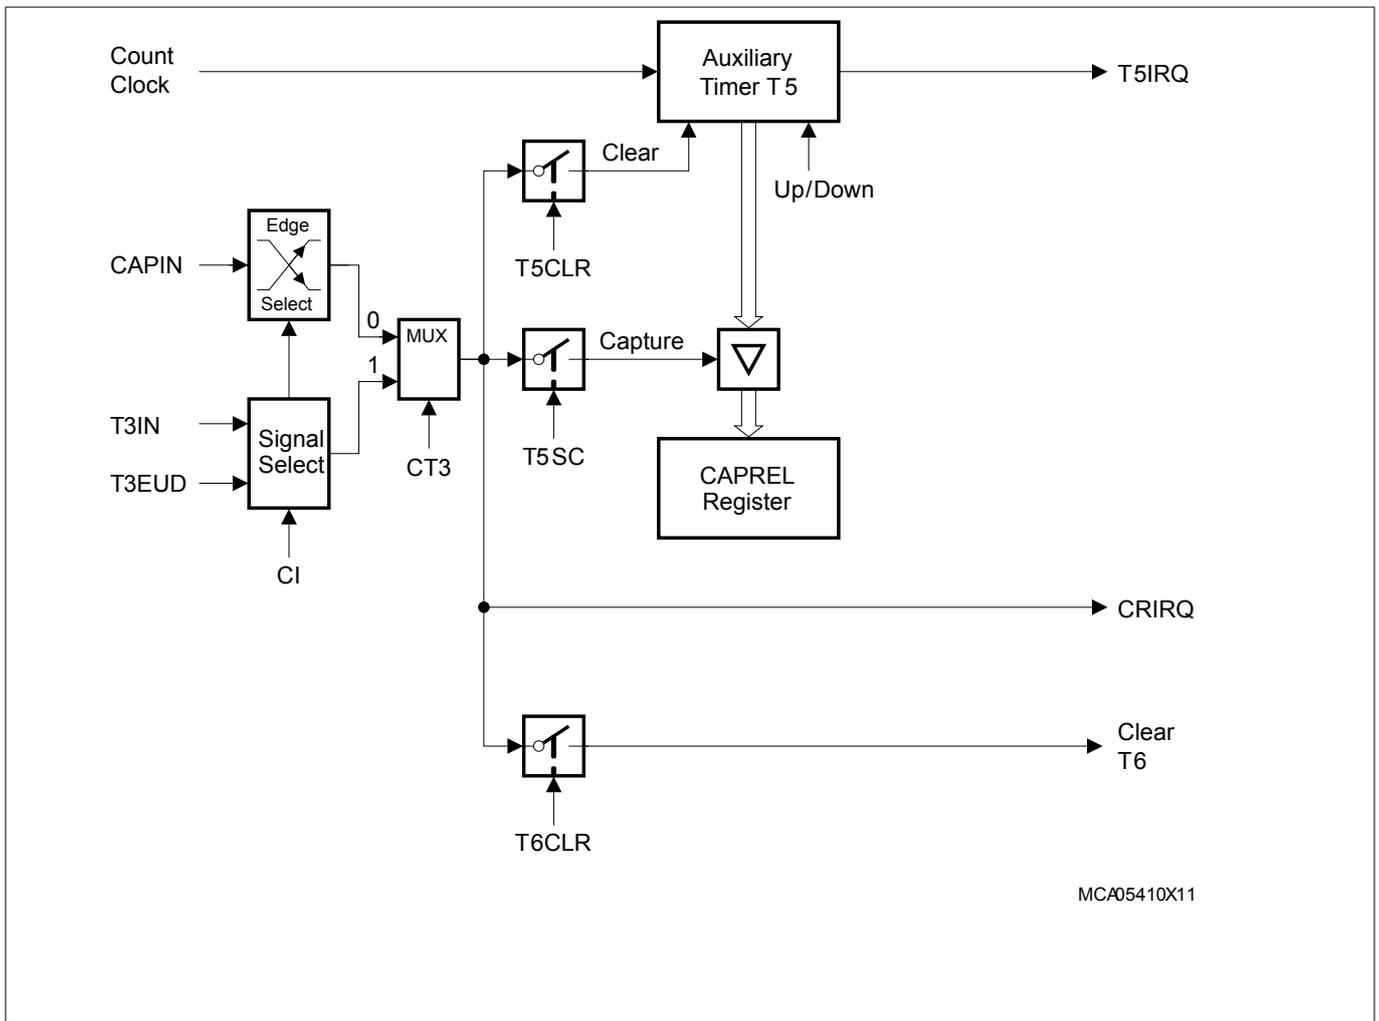 Count
Clock
Auxiliary
Timer T5
T5IRQ
Clear
Up/Down
T5CLR
Edge
Select
CAPIN
0
MUX
1
Capture
T3IN
T3EUD
Signal
Select
CT3
T5SC
CAPREL
Register
CI
CRIRQ
Clear
T6
T6CLR
MCA05410X11